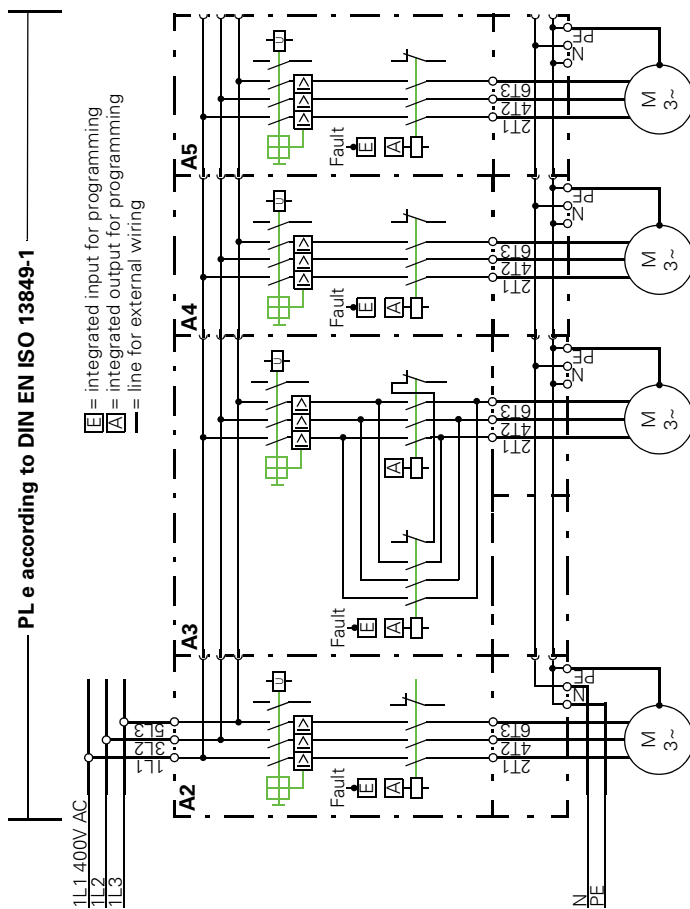 PL e according to DIN EN ISO 13849-1
E = integrated input for programming
A = integrated output for programming
= line for external wiring
1L1 400V AC
1L2
1L3
1L1
3L2
5L3
A2
U
I>
I>
I>
Fault
E
A
2T1
4T2
6T3
N
PE
M
3~
A3
U
I>
I>
I>
Fault
E
A
A
2T1
4T2
6T3
N
PE
M
3~
A4
U
I>
I>
I>
Fault
E
A
2T1
4T2
6T3
N
PE
M
3~
A5
U
I>
I>
I>
Fault
E
A
2T1
4T2
6T3
N
PE
M
3~
N
PE